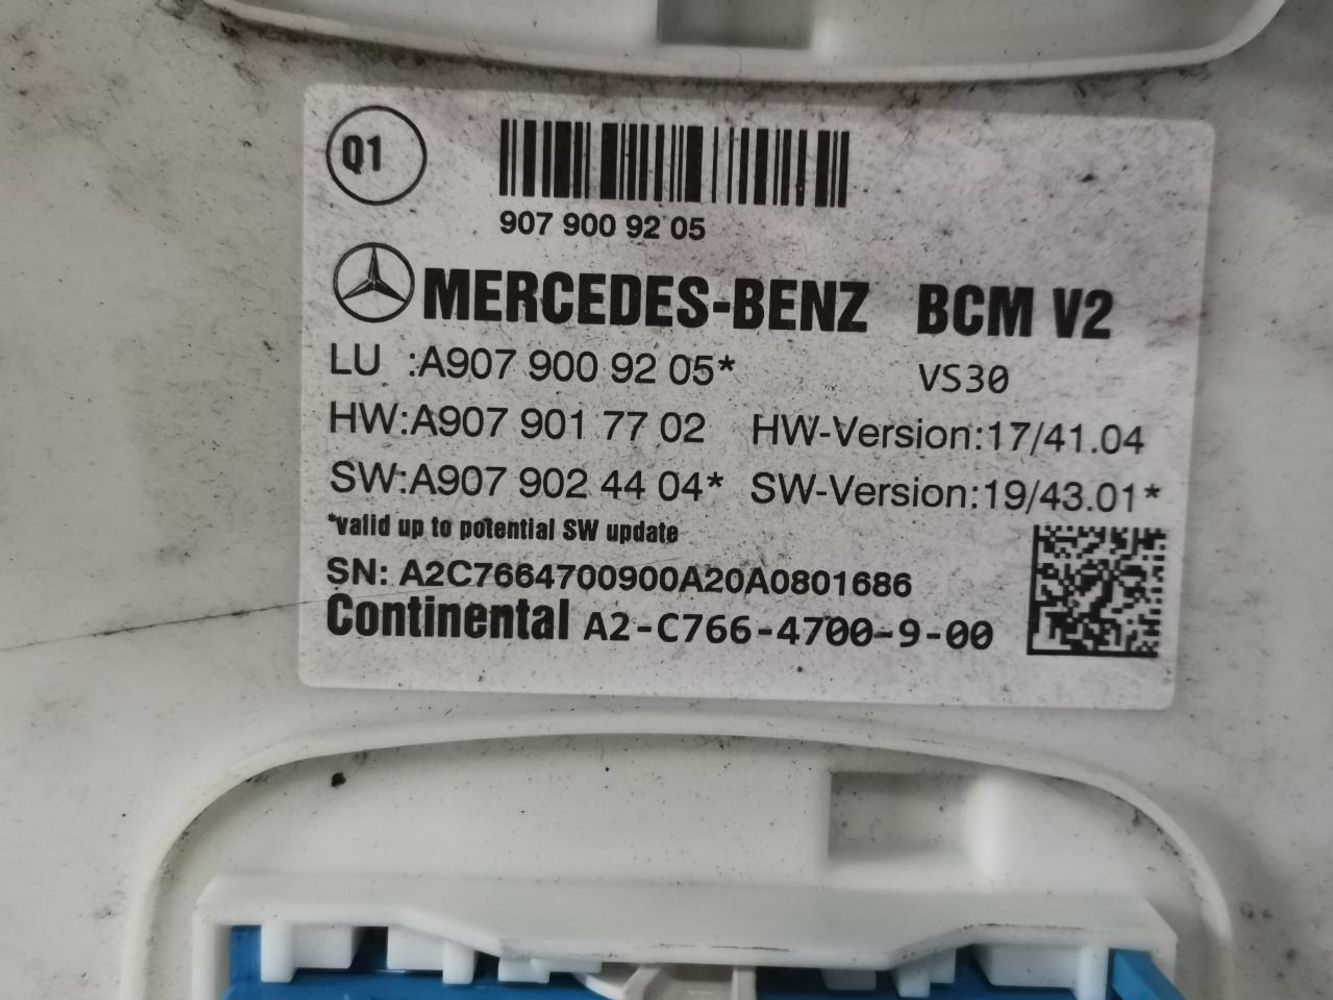 Q1
907 900 92 05
MERCEDES-BENZ BCM V2
LU :A907 900 92 05* VS30
HW:A907 901 77 02 HW-Version:17/41.04
SW:A907 902 44 04* SW-Version:19/43.01*
*valid up to potential SW update
SN: A2C7664700900A20A0801686
Continental A2-C766-4700-9-00